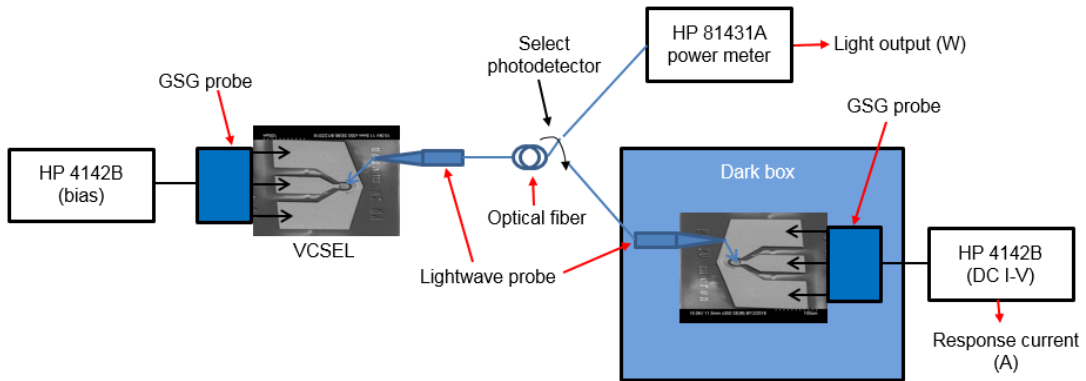 HP 81431A
power meter
Light output (W)
Select
photodetector
GSG probe
GSG probe
HP 4142B
(bias)
Dark box
Optical fiber
VCSEL
Lightwave probe
HP 4142B
(DC I-V)
Response current
(A)